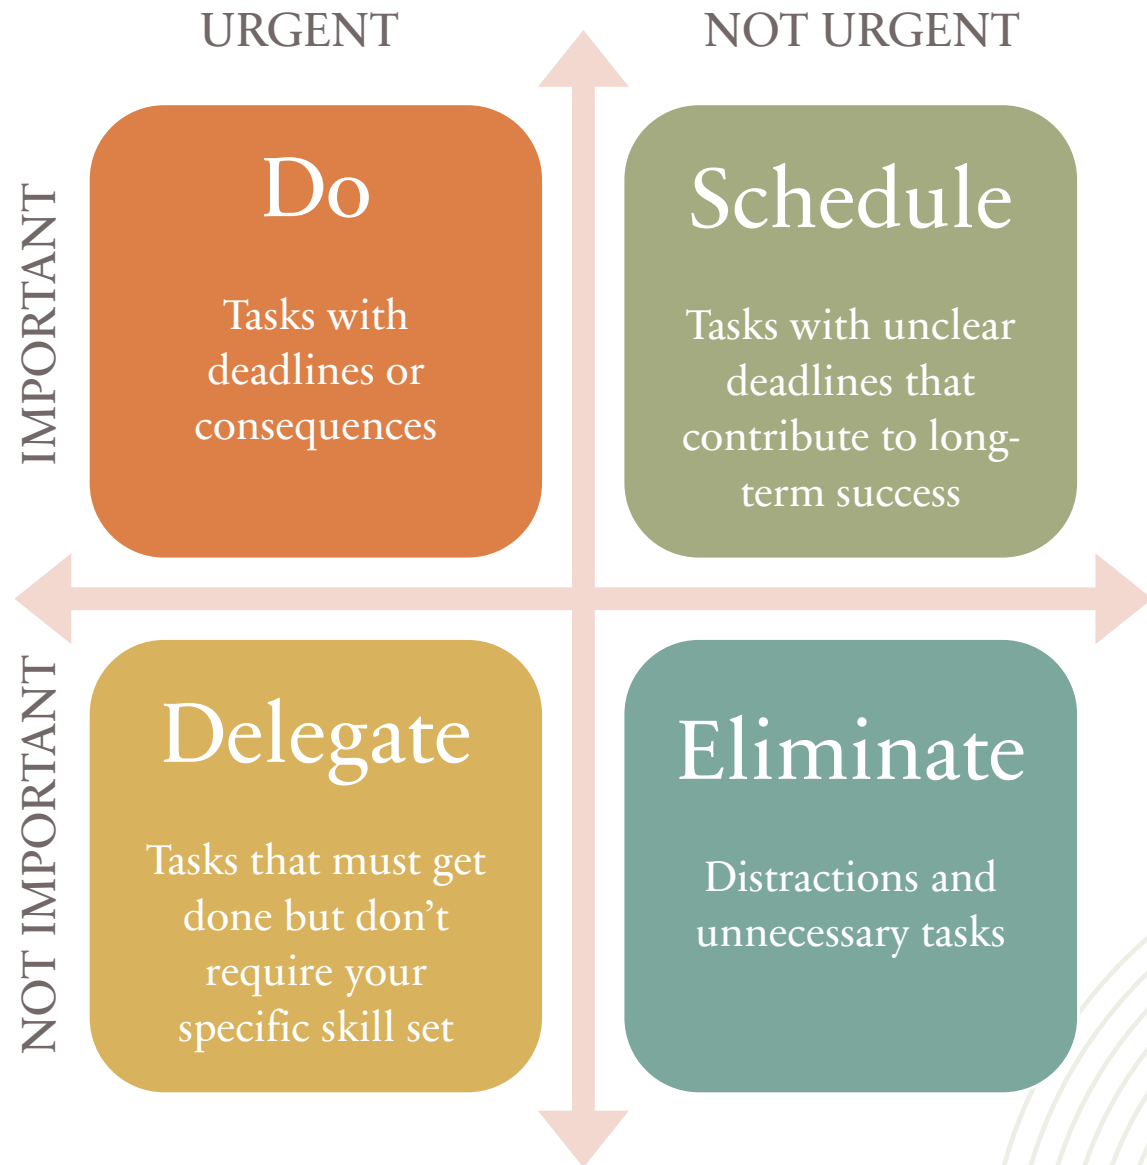 URGENT
NOT URGENT
IMPORTANT
Do
Tasks with
deadlines or
consequences
Schedule
Tasks with unclear
deadlines that
contribute to long-
term success
NOT IMPORTANT
Delegate
Tasks that must get
done but don’t
require your
specific skill set
Eliminate
Distractions and
unnecessary tasks